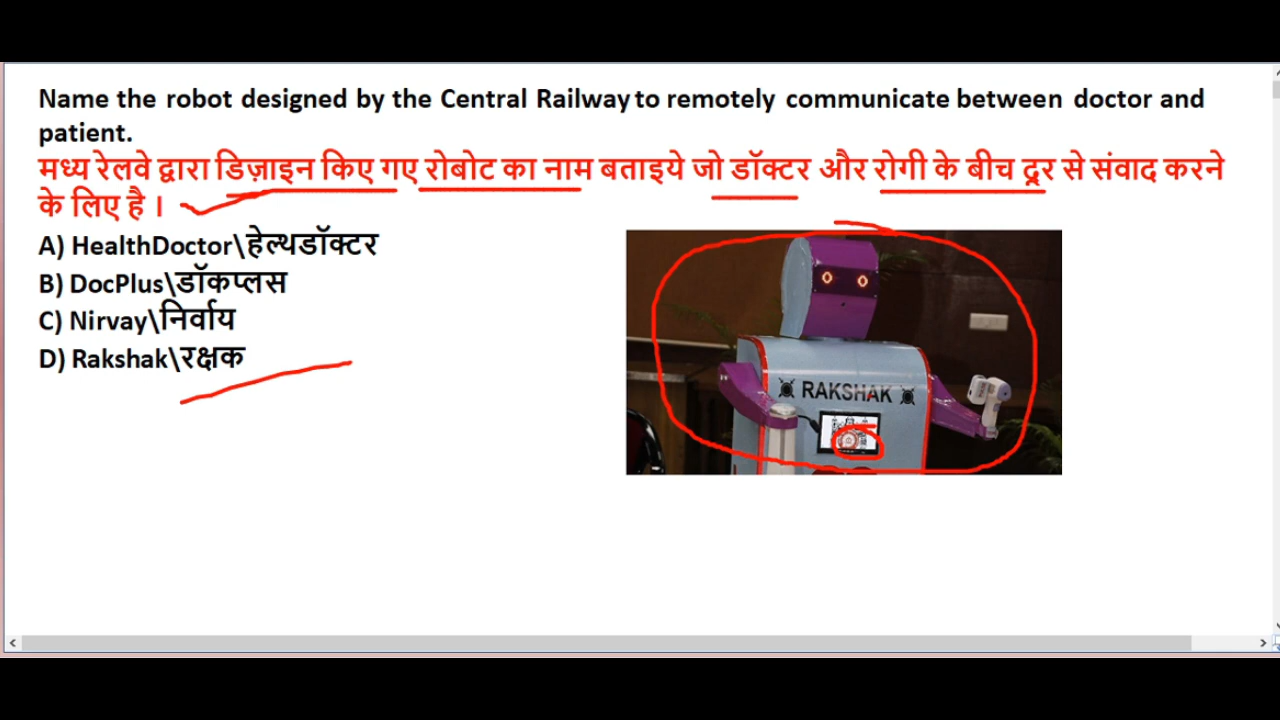 Name the robot designed by the Central Railway to remotely communicate between doctor and
patient.
मध्य रेलवे द्वारा डिज़ाइन किए गए रोबोट का नाम बताइये जो डॉक्टर और रोगी के बीच दूर से संवाद करने
के लिए है ।
A) HealthDoctor\हेल्थडॉक्टर
B) DocPlus\डॉकप्लस
C) Nirvay\निर्वाय
D) Rakshak\रक्षक
RAKSHAK